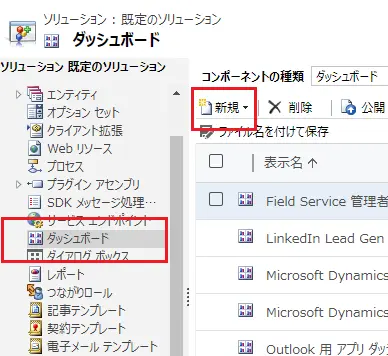 ソリューション : 既定のソリューション
ダッシュボード
ソリューション 既定のソリューション
エンティティ
オプション セット
クライアント拡張
Web リソース
プロセス
プラグイン アセンブリ
SDK メッセージ処理…
サービス エンドポイント
ダッシュボード
ダイアログ ボックス
レポート
つながりロール
記事テンプレート
契約テンプレート
電子メール テンプレート
コンポーネントの種類 ダッシュボード
新規 削除 公開
ファイル名を付けて保存
表示名
Field Service 管理者
LinkedIn Lead Gen
Microsoft Dynamic
Microsoft Dynamic
Outlook 用 アプリ ダッ